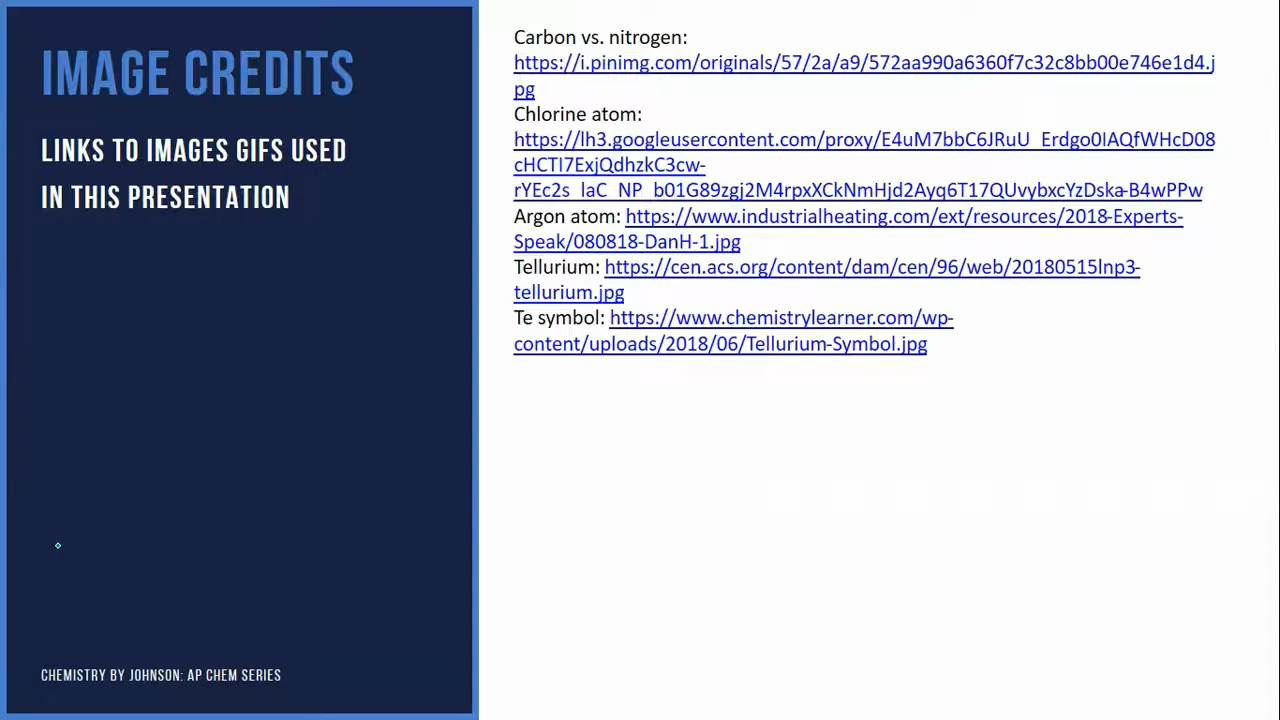 IMAGE CREDITS
LINKS TO IMAGES GIFS USED
IN THIS PRESENTATION
CHEMISTRY BY JOHNSON: AP CHEM SERIES
Carbon vs. nitrogen:
https://i.pinimg.com/originals/57/2a/a9/572aa990a6360f7c32c8bb00e746e1d4.j
pg
Chlorine atom:
https://lh3.googleusercontent.com/proxy/E4uM7bbC6JRuU_Erdgo0IAQfWHcD08
cHCTI7ExjQdhzkC3cw-
rYEc2s_laC_NP_b01G89zgj2M4rpxXCkNmHjd2Ayq6T17QUvybxcYzDska-B4wPPw
Argon atom: https://www.industrialheating.com/ext/resources/2018-Experts-
Speak/080818-DanH-1.jpg
Tellurium: https://cen.acs.org/content/dam/cen/96/web/20180515lnp3-
tellurium.jpg
Te symbol: https://www.chemistrylearner.com/wp-
content/uploads/2018/06/Tellurium-Symbol.jpg